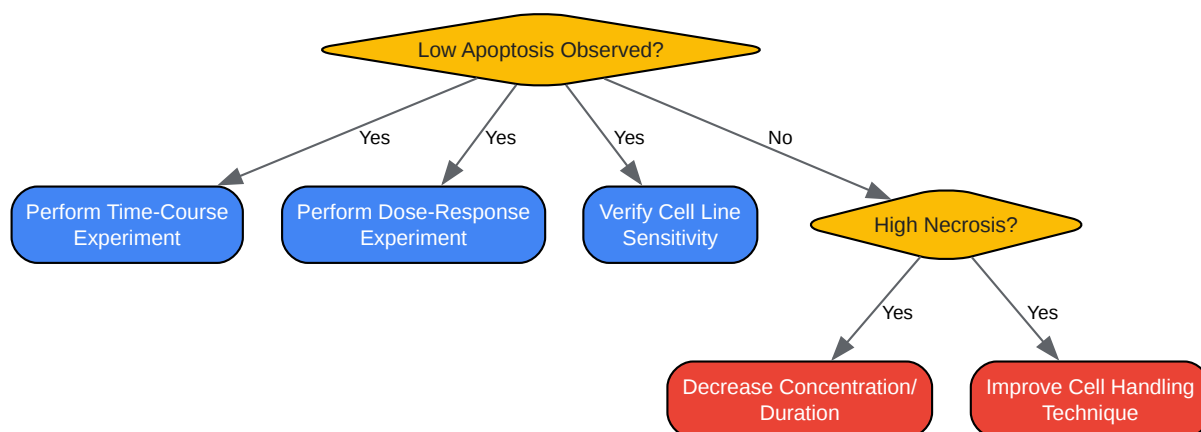 Low Apoptosis Observed?
Yes
Yes
Yes
No
Perform Time-Course
Experiment
Perform Dose-Response
Experiment
Verify Cell Line
Sensitivity
High Necrosis?
Yes
Yes
Decrease Concentration/
Duration
Improve Cell Handling
Technique